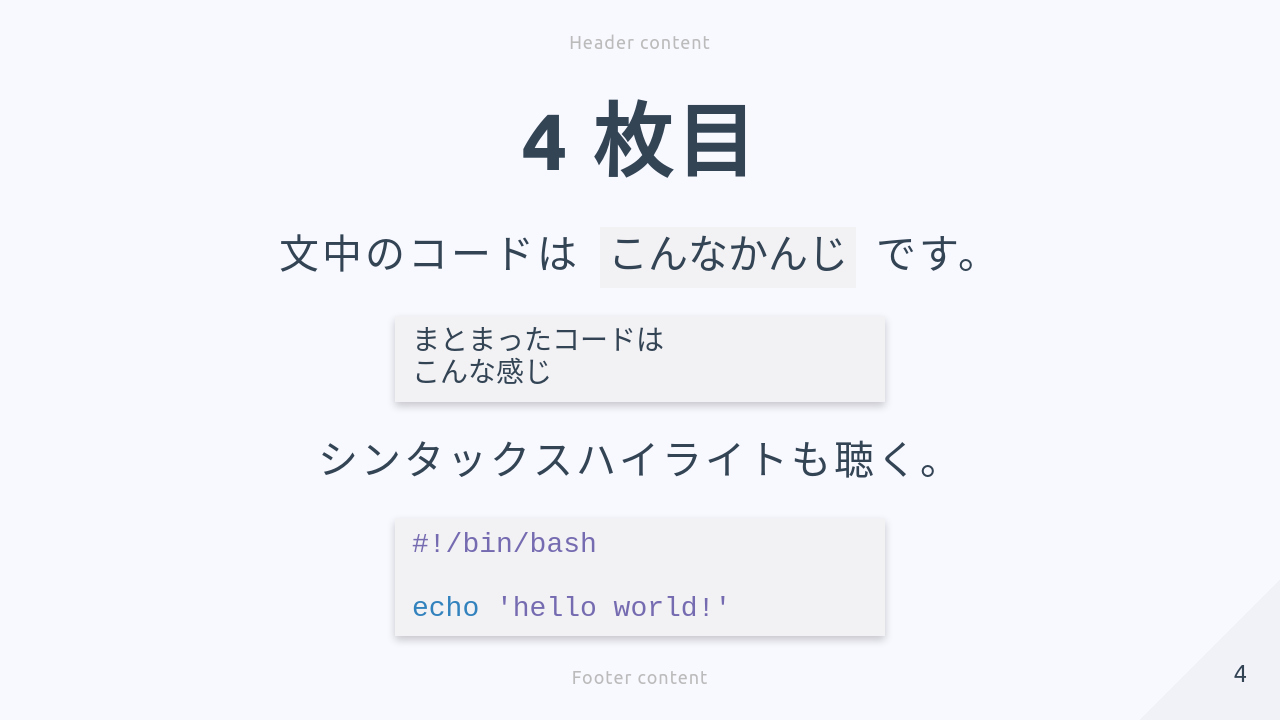 Header content
4 枚目
文中のコードは こんなかんじ です。
まとまったコードは
こんな感じ
シンタックスハイライトも聴く。
#!/bin/bash
echo 'hello world!'
Footer content
4